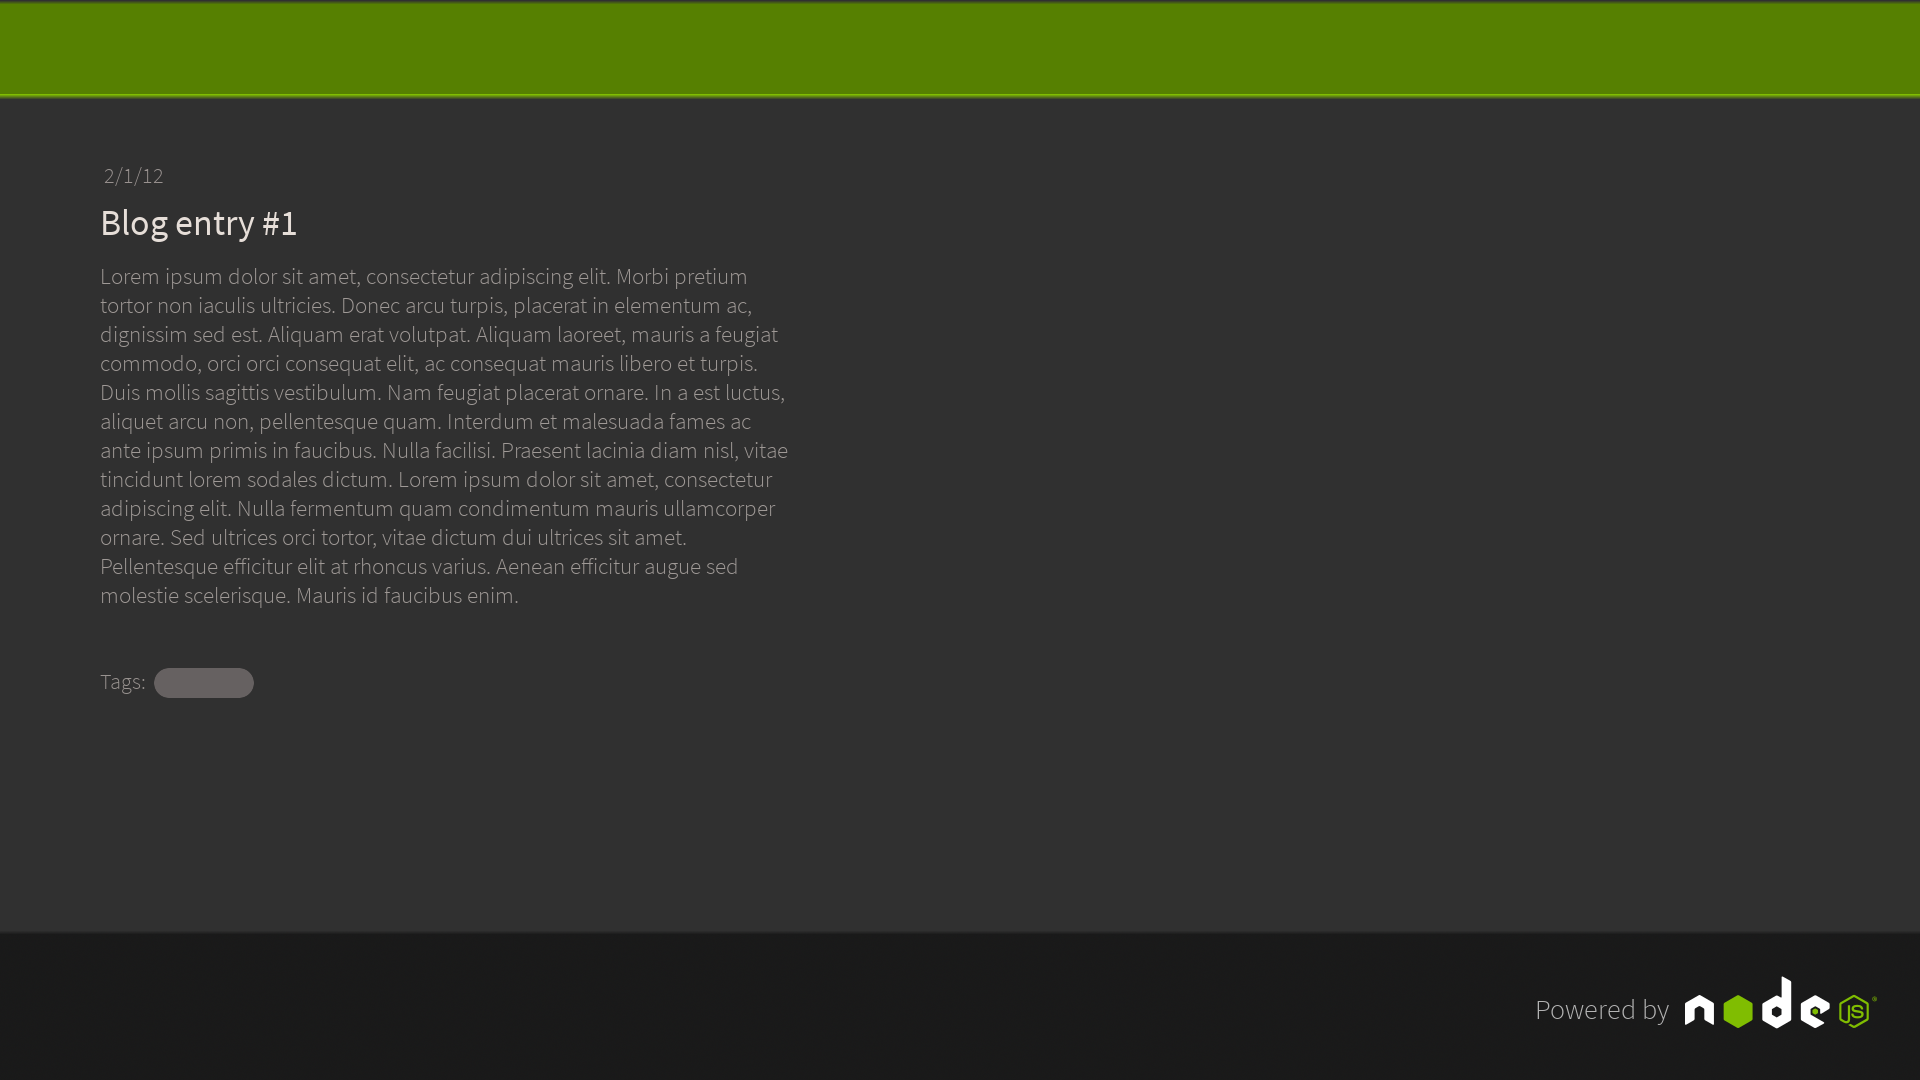 2/1/12
Blog entry #1
Lorem ipsum dolor sit amet, consectetur adipiscing elit. Morbi pretium
tortor non iaculis ultricies. Donec arcu turpis, placerat in elementum ac,
dignissim sed est. Aliquam erat volutpat. Aliquam laoreet, mauris a feugiat
commodo, orci orci consequat elit, ac consequat mauris libero et turpis.
Duis mollis sagittis vestibulum. Nam feugiat placerat ornare. In a est luctus,
aliquet arcu non, pellentesque quam. Interdum et malesuada fames ac
ante ipsum primis in faucibus. Nulla facilisi. Praesent lacinia diam nisl, vitae
tincidunt lorem sodales dictum. Lorem ipsum dolor sit amet, consectetur
adipiscing elit. Nulla fermentum quam condimentum mauris ullamcorper
ornare. Sed ultrices orci tortor, vitae dictum dui ultrices sit amet.
Pellentesque efficitur elit at rhoncus varius. Aenean efficitur augue sed
molestie scelerisque. Mauris id faucibus enim.
Tags:
Powered by node JS®